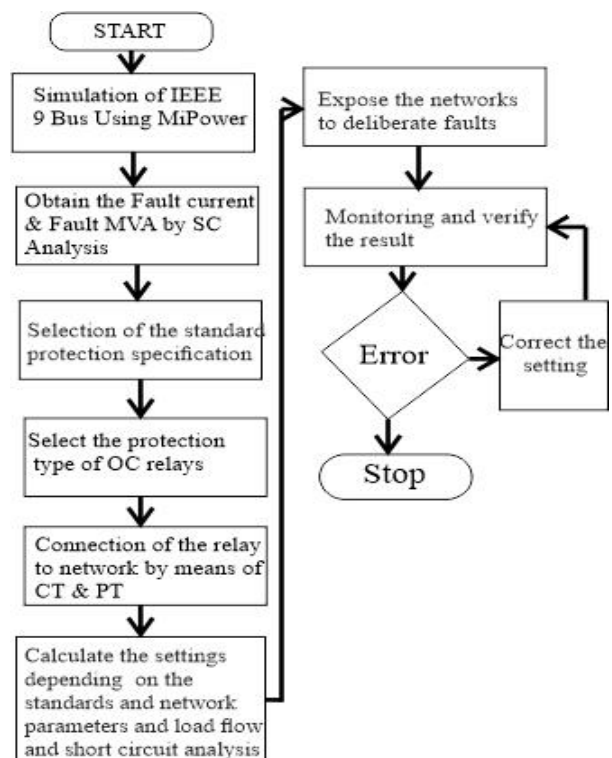 START
Simulation of IEEE
9 Bus Using MiPower
Obtain the Fault current
& Fault MVA by SC
Analysis
Selection of the standard
protection specification
Select the protection
type of OC relays
Connection of the relay
to network by means of
CT & PT
Calculate the settings
depending on the
standards and network
parameters and load flow
and short circuit analysis
Expose the networks
to deliberate faults
Monitoring and verify
the result
Error
Correct the
setting
Stop